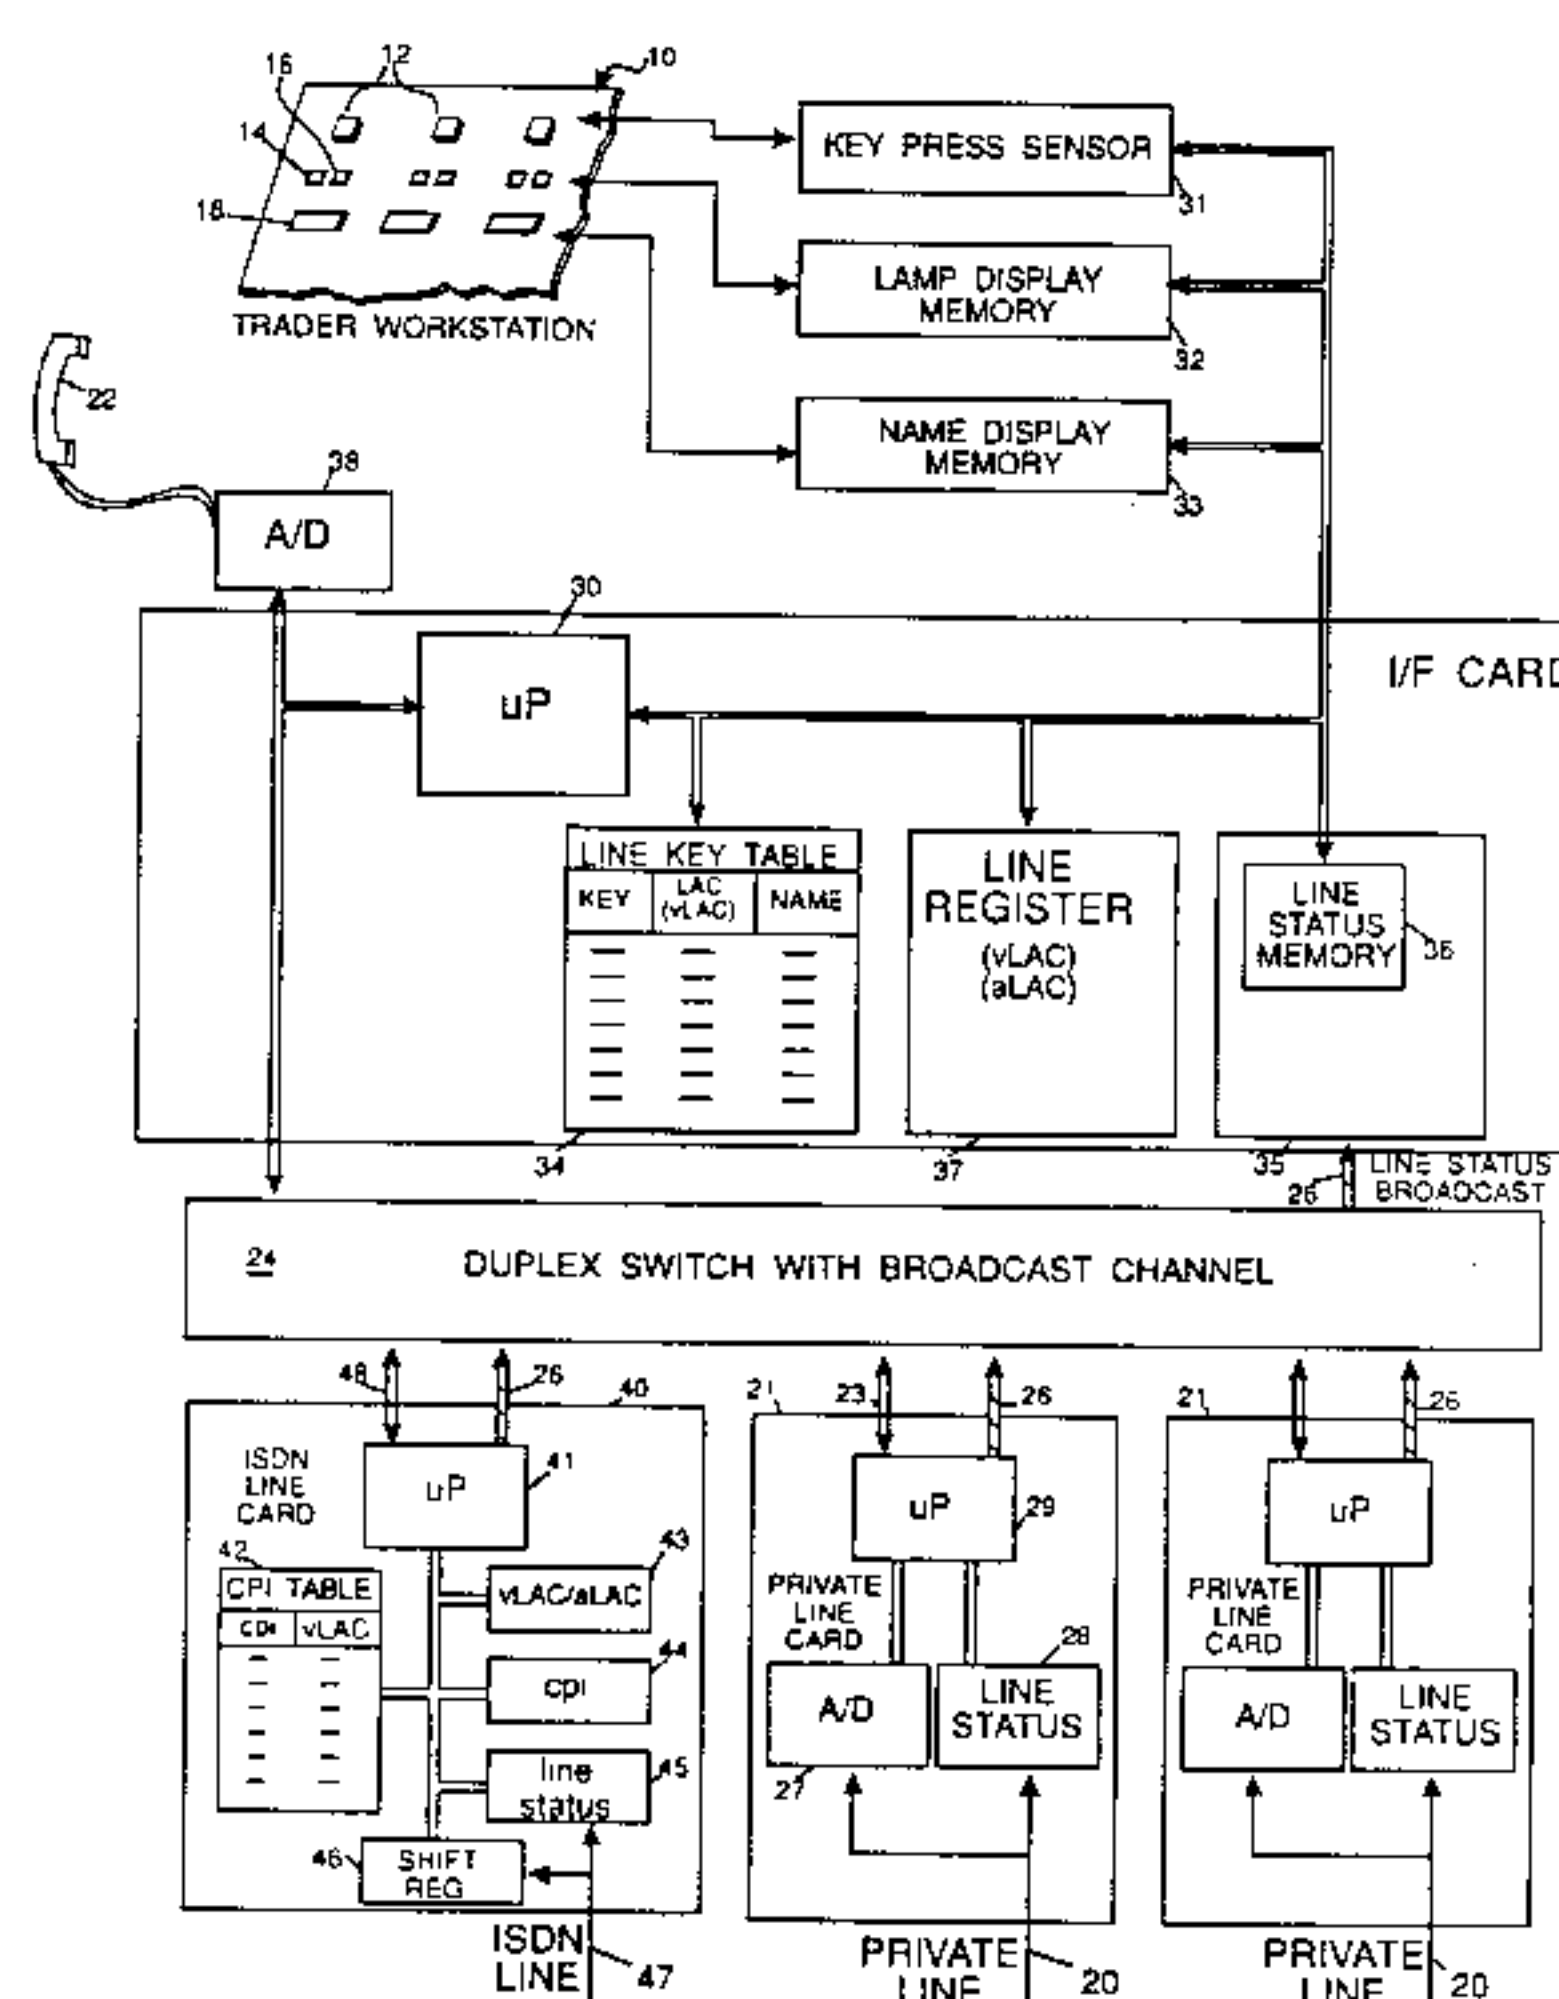 10
12
16
14
18
TRADER WORKSTATION
KEY PRESS SENSOR
31
LAMP DISPLAY
MEMORY
32
NAME DISPLAY
MEMORY
33
22
38
A/D
30
uP
I/F CARD
LINE KEY TABLE
KEY
LAC
(vLAC)
NAME
34
LINE
REGISTER
(vLAC)
(aLAC)
37
LINE
STATUS
MEMORY
36
35
26
LINE STATUS
BROADCAST
24
DUPLEX SWITCH WITH BROADCAST CHANNEL
48
26
40
ISDN
LINE
CARD
uP
41
42
CPI TABLE
cpi
vLAC
vLAC/aLAC
43
cpi
44
line
status
45
46
SHIFT
REG
ISDN
LINE
47
21
23
26
uP
29
PRIVATE
LINE
CARD
A/D
27
28
LINE
STATUS
PRIVATE
LINE
20
21
26
uP
PRIVATE
LINE
CARD
A/D
LINE
STATUS
PRIVATE
LINE
20